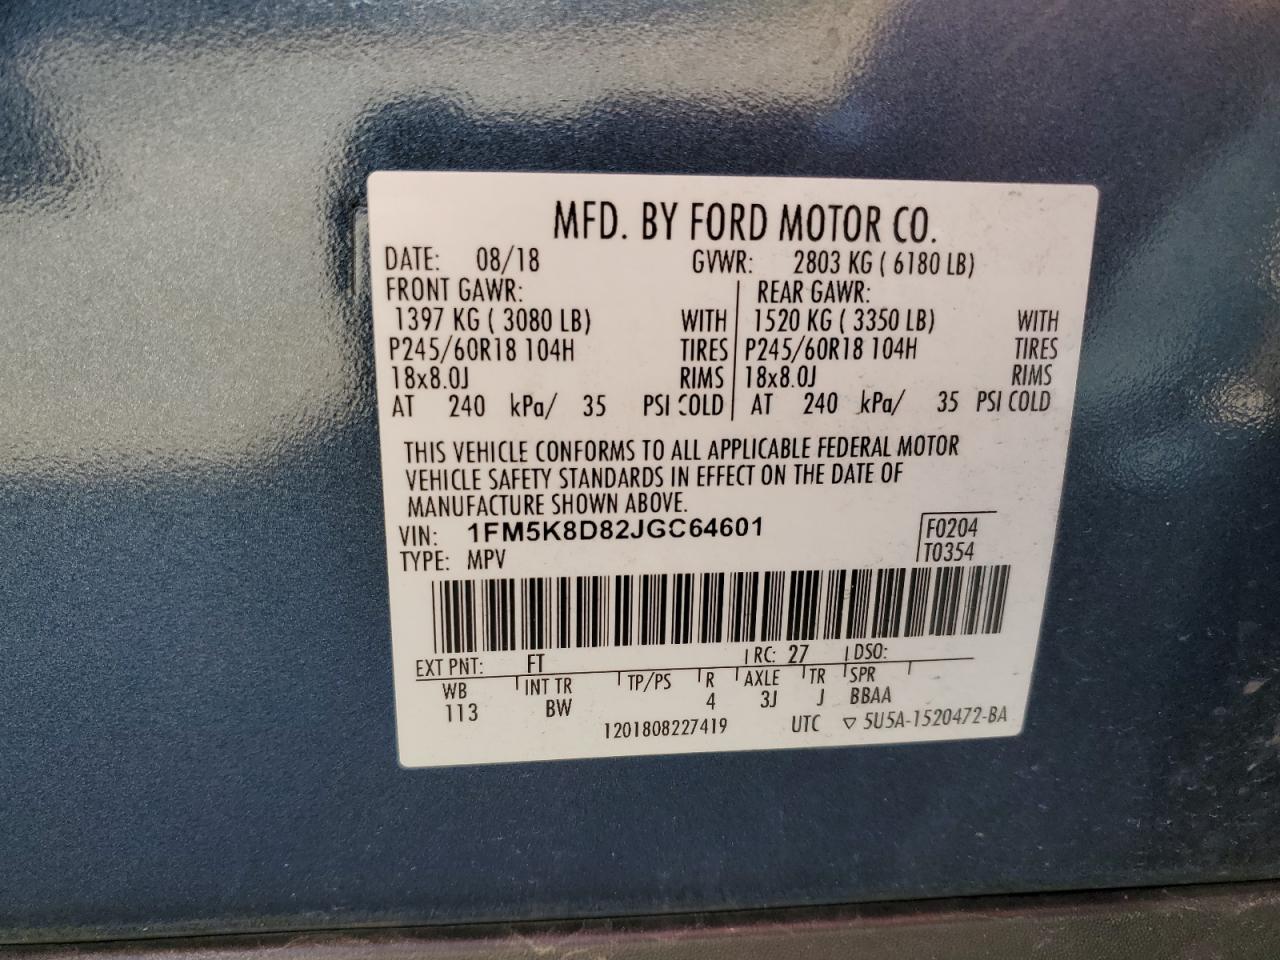 MFD. BY FORD MOTOR CO.
DATE: 08/18 GVWR: 2803 KG ( 6180 LB)
FRONT GAWR: REAR GAWR:
1397 KG ( 3080 LB) WITH 1520 KG ( 3350 LB) WITH
P245/60R18 104H TIRES P245/60R18 104H TIRES
18x8.0J RIMS 18x8.0J RIMS
AT 240 kPa/ 35 PSI COLD AT 240 kPa/ 35 PSI COLD
THIS VEHICLE CONFORMS TO ALL APPLICABLE FEDERAL MOTOR
VEHICLE SAFETY STANDARDS IN EFFECT ON THE DATE OF
MANUFACTURE SHOWN ABOVE.
VIN: 1FM5K8D82JGC64601 F0204
TYPE: MPV T0354
EXT PNT: FT RC: 27 DSO:
WB INT TR TP/PS R AXLE TR SPR
113 BW 4 3J J BBAA
1201808227419 UTC ▽ 5U5A-1520472-BA